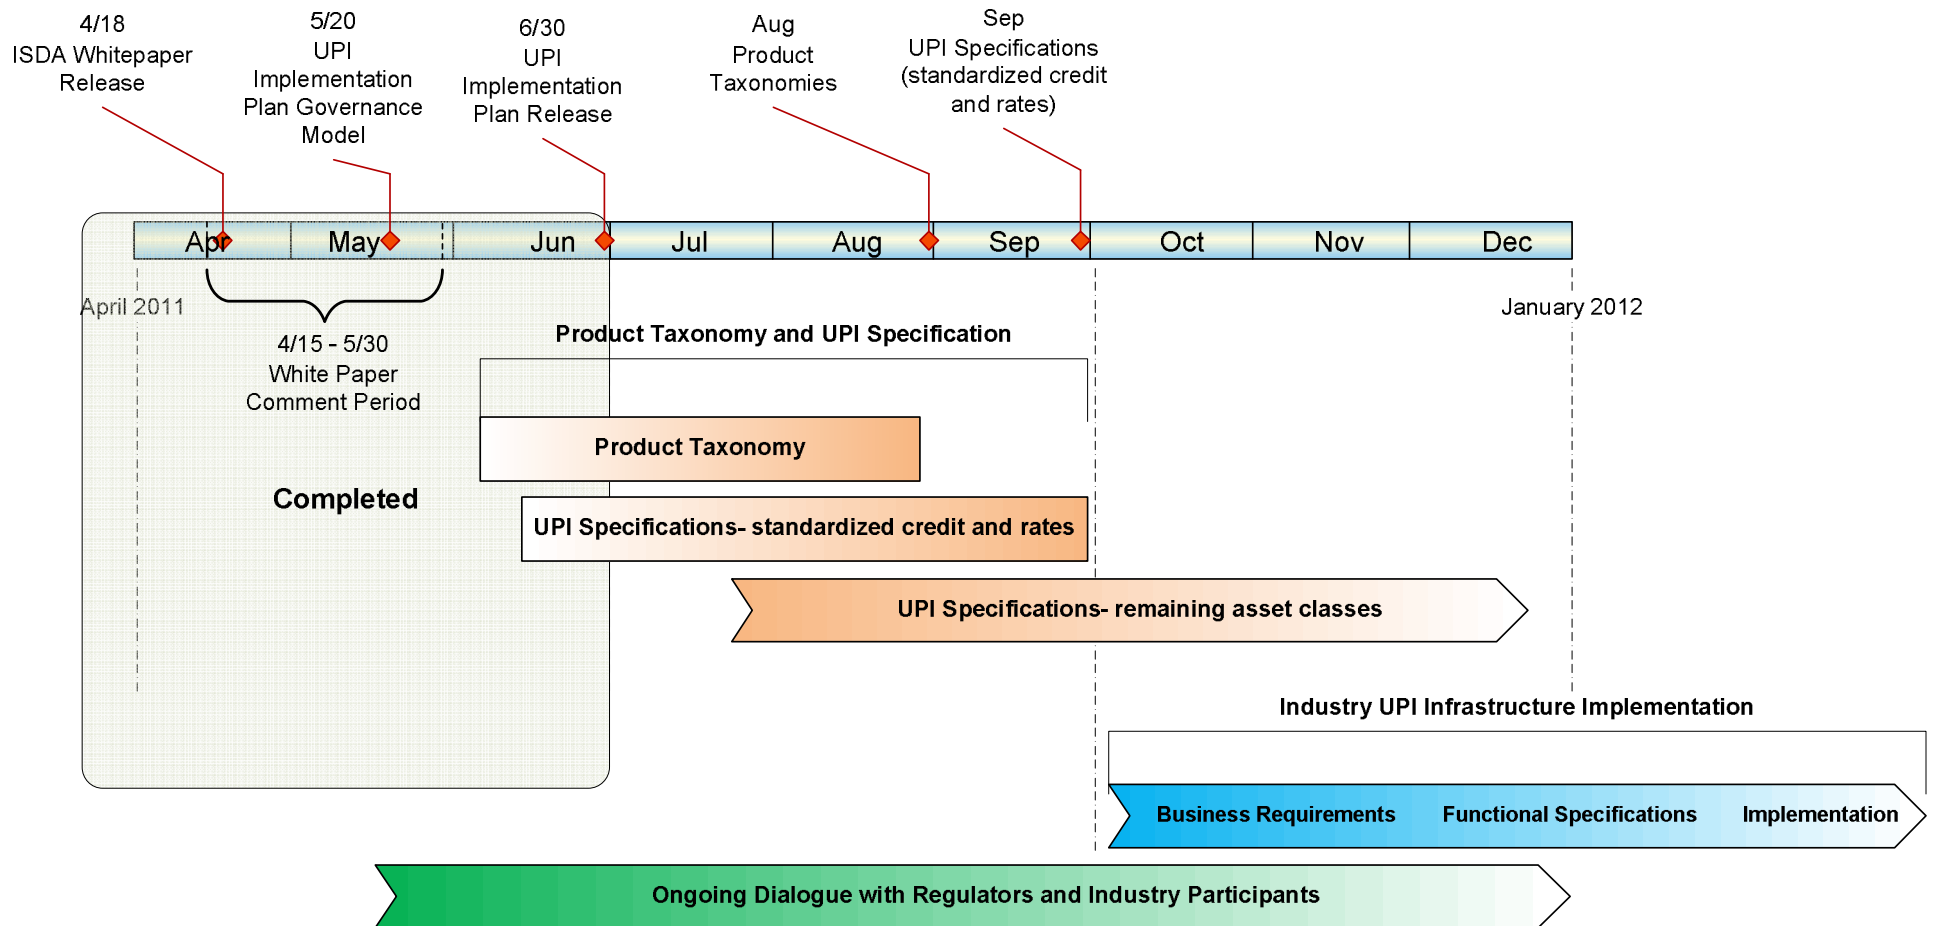 4/18
ISDA Whitepaper
Release
5/20
UPI
Implementation
Plan Governance
Model
6/30
UPI
Implementation
Plan Release
Aug
Product
Taxonomies
Sep
UPI Specifications
(standardized credit
and rates)
Apr May Jun Jul Aug Sep Oct Nov Dec
April 2011
January 2012
4/15 - 5/30
White Paper
Comment Period
Product Taxonomy and UPI Specification
Product Taxonomy
Completed
UPI Specifications- standardized credit and rates
UPI Specifications- remaining asset classes
Industry UPI Infrastructure Implementation
Business Requirements Functional Specifications Implementation
Ongoing Dialogue with Regulators and Industry Participants